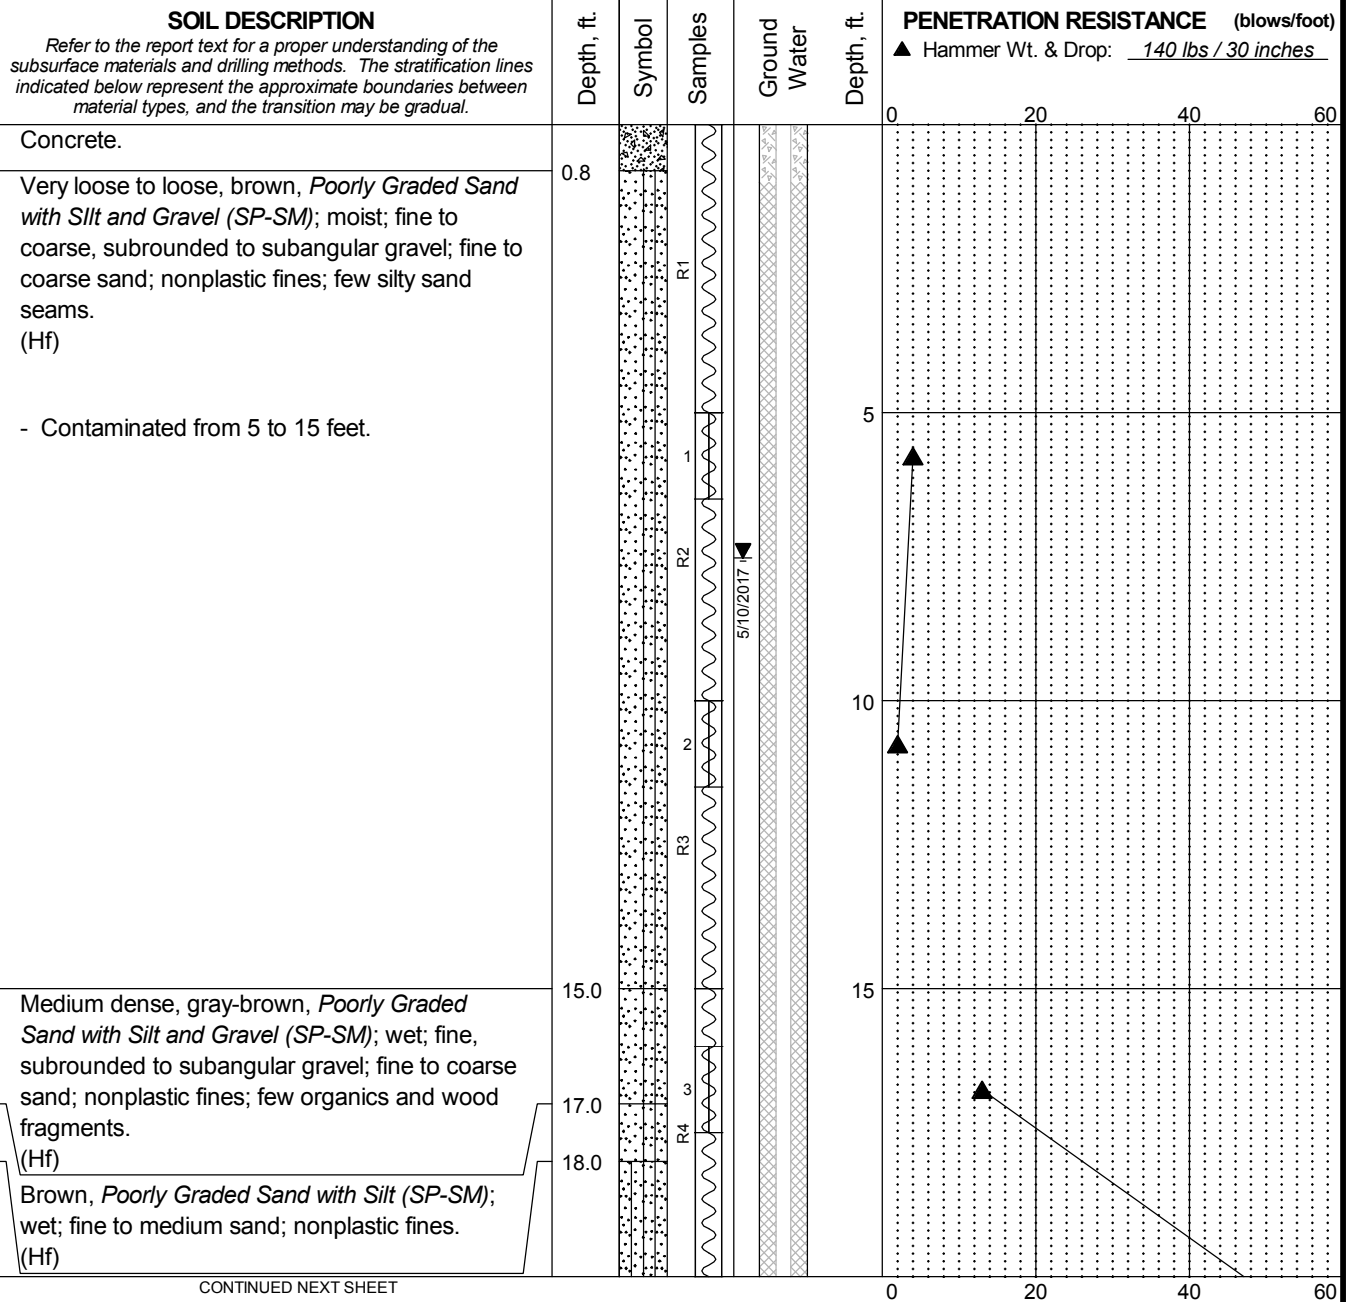 SOIL DESCRIPTION
Refer to the report text for a proper understanding of the
subsurface materials and drilling methods. The stratification lines
indicated below represent the approximate boundaries between
material types, and the transition may be gradual.
Depth, ft.
Symbol
Samples
Ground
Water
Depth, ft.
PENETRATION RESISTANCE (blows/foot)
▲ Hammer Wt. & Drop: 140 lbs / 30 inches
0 20 40 60
Concrete.
0.8
Very loose to loose, brown, Poorly Graded Sand
with SIlt and Gravel (SP-SM); moist; fine to
coarse, subrounded to subangular gravel; fine to
coarse sand; nonplastic fines; few silty sand
seams.
(Hf)
R1
5
- Contaminated from 5 to 15 feet.
1
R2
5/10/2017
10
2
R3
15.0
15
Medium dense, gray-brown, Poorly Graded
Sand with Silt and Gravel (SP-SM); wet; fine,
subrounded to subangular gravel; fine to coarse
sand; nonplastic fines; few organics and wood
fragments.
(Hf)
3
17.0
R4
18.0
Brown, Poorly Graded Sand with Silt (SP-SM);
wet; fine to medium sand; nonplastic fines.
(Hf)
CONTINUED NEXT SHEET
0 20 40 60